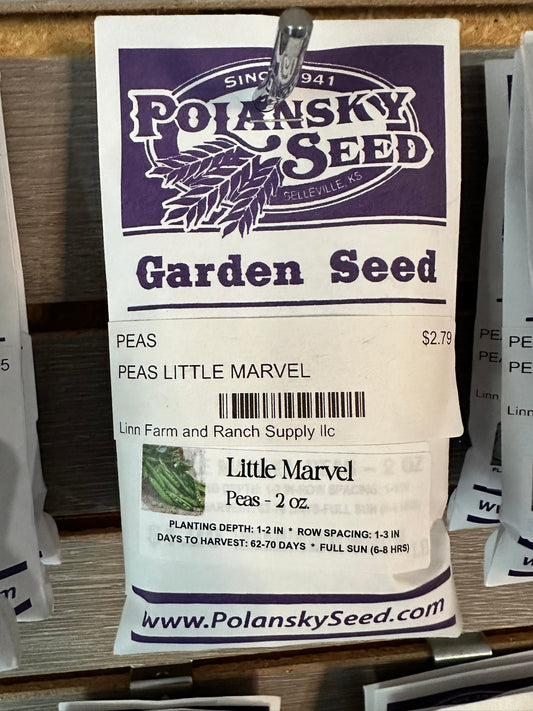 SINCE 1941
POLANSKY
SEED
BELLEVILLE, KS
Garden Seed
PEAS $2.79
PEAS LITTLE MARVEL
Linn Farm and Ranch Supply llc
Little Marvel
Peas - 2 oz.
PLANTING DEPTH: 1-2 IN * ROW SPACING: 1-3 IN
DAYS TO HARVEST: 62-70 DAYS * FULL SUN (6-8 HRS)
www.PolanskySeed.com